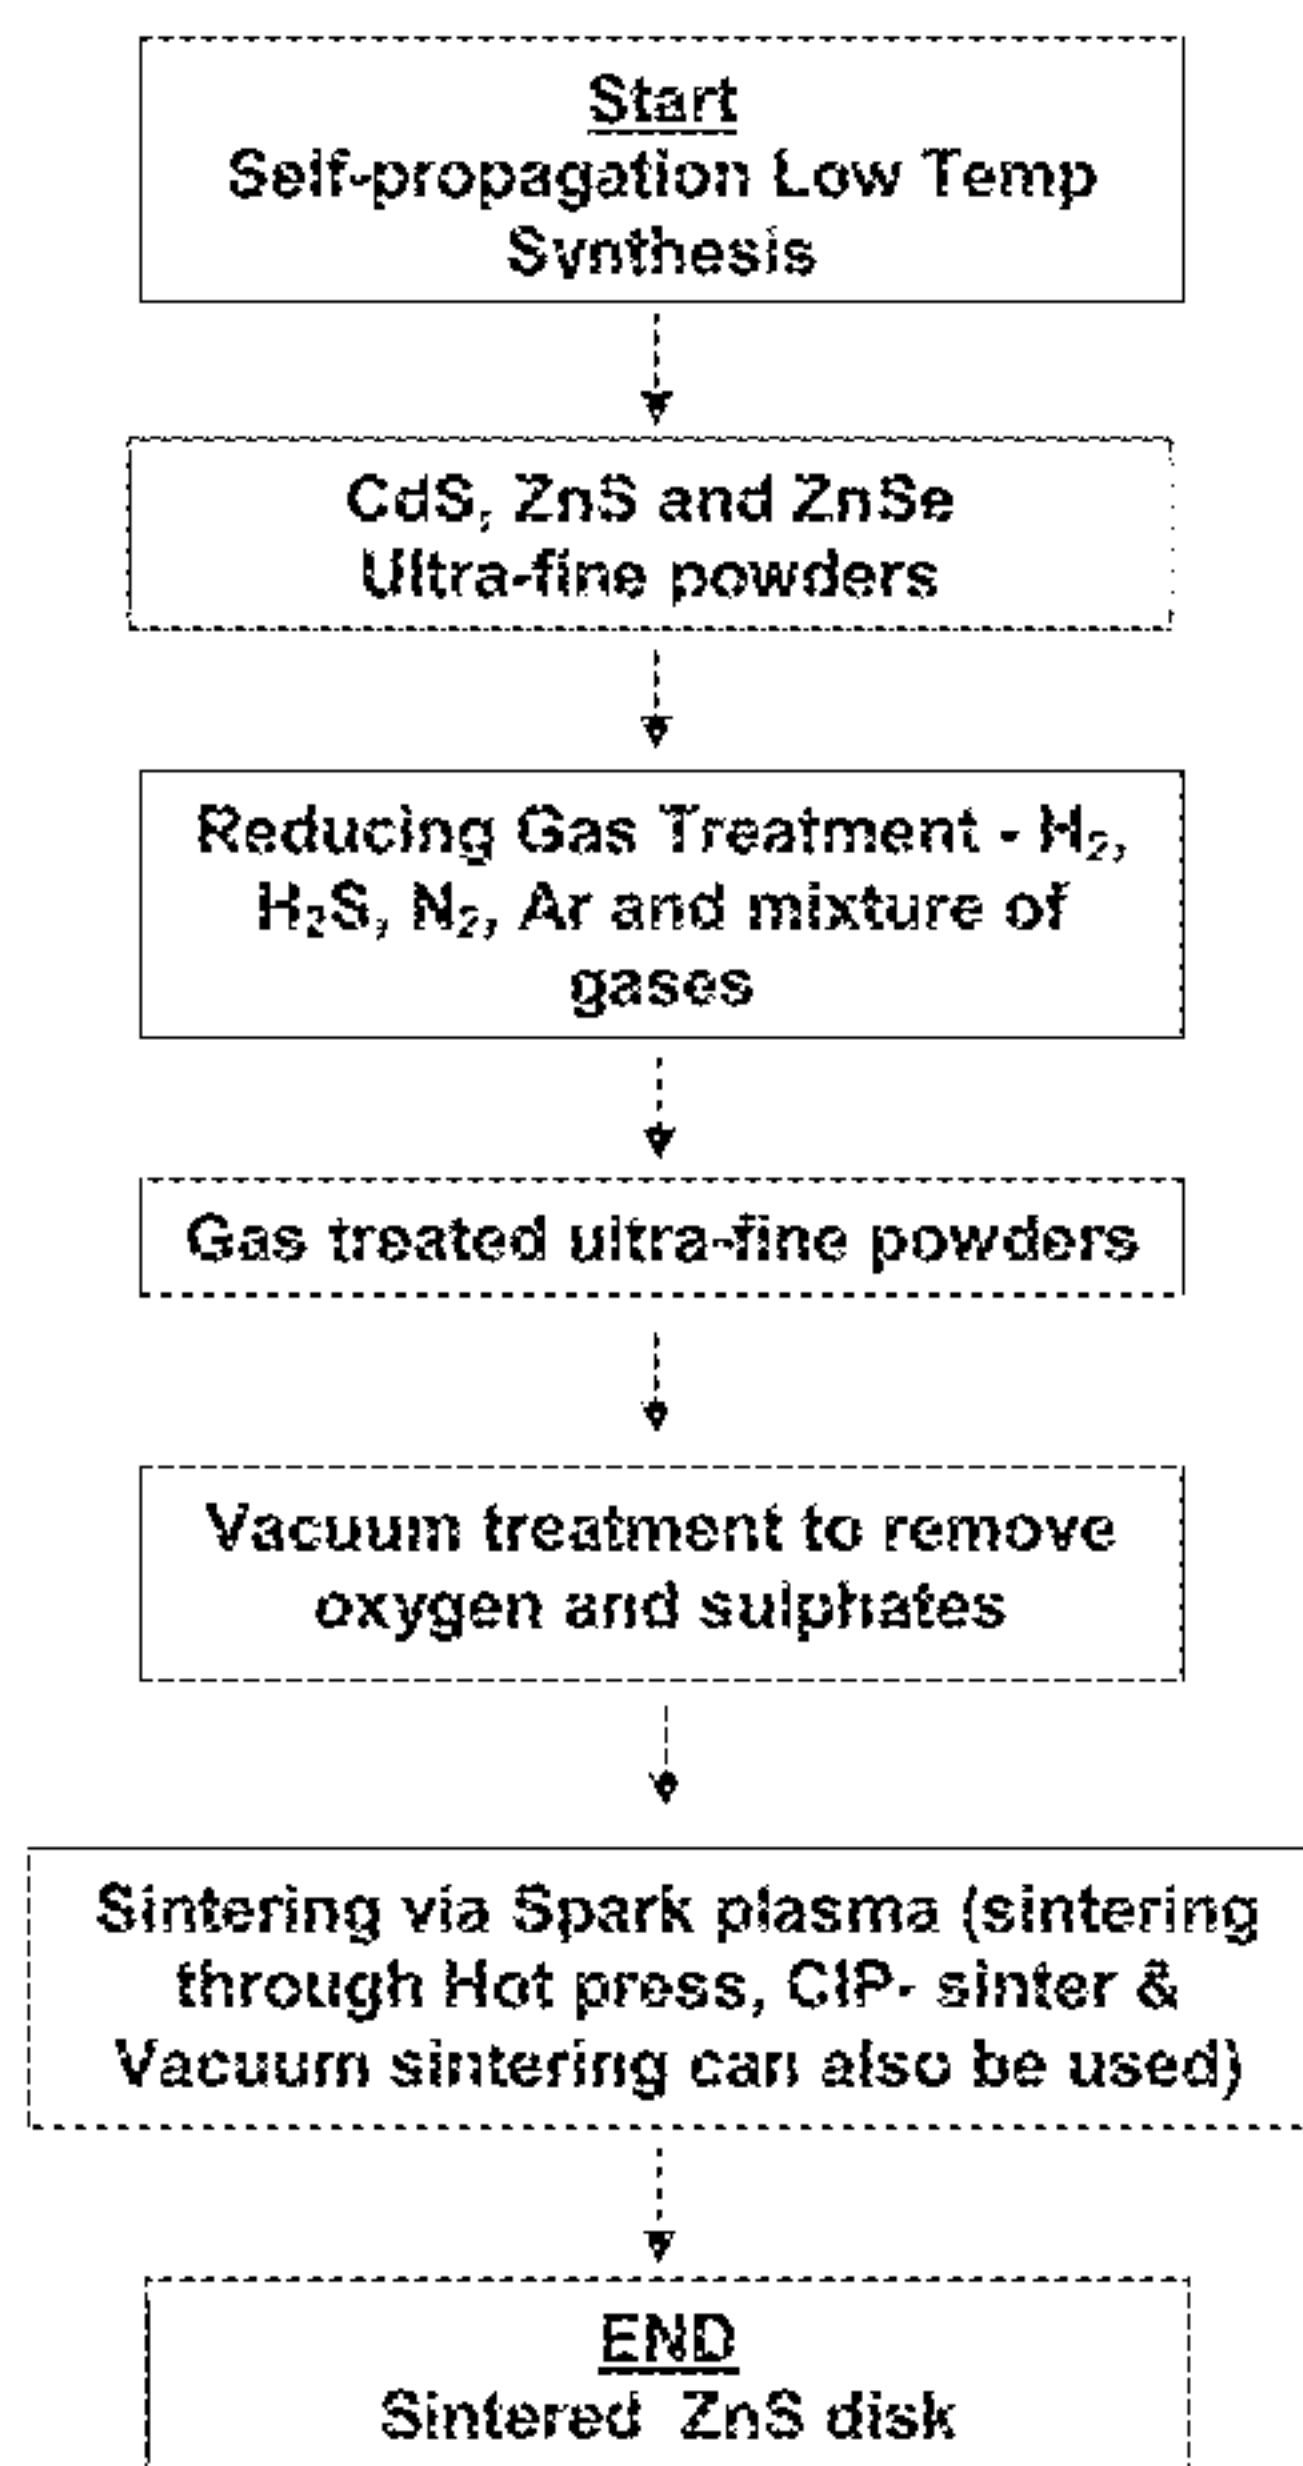 Start
Self-propagation Low Temp
Synthesis
CdS, ZnS and ZnSe
Ultra-fine powders
Reducing Gas Treatment - H₂,
H₂S, N₂, Ar and mixture of
gases
Gas treated ultra-fine powders
Vacuum treatment to remove
oxygen and sulphates
Sintering via Spark plasma (sintering
through Hot press, CIP- sinter &
Vacuum sintering can also be used)
END
Sintered ZnS disk